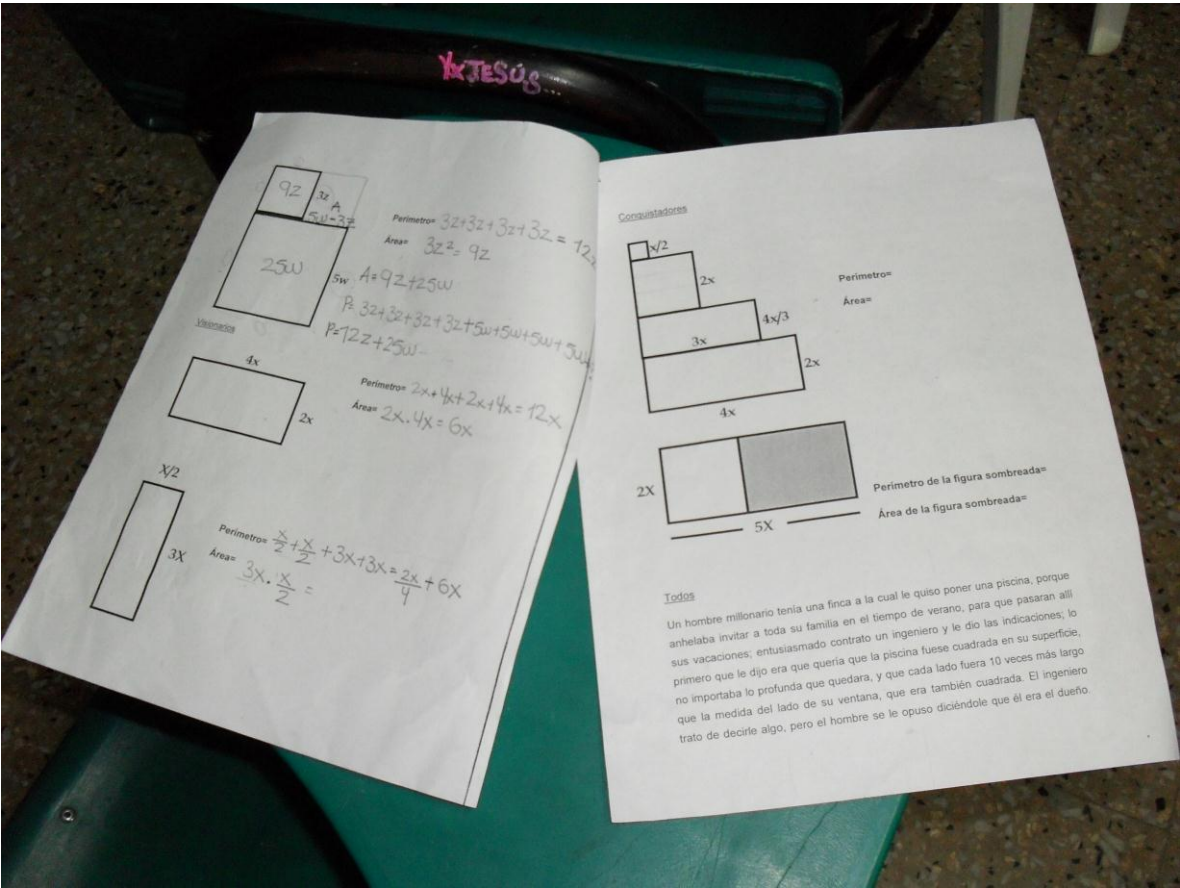 YxJESÚS...
9z
3z
A
5w-3z
25w
5w
Perimetro= 3z+3z+3z+3z = 12z
Área= 3z²= 9z
A= 9z+25w
P= 3z+3z+3z+3z+5w+5w+5w+5w
P=12z+25w
Visionarios
4x
2x
Perimetro= 2x+4x+2x+4x=12x
Área= 2x.4x=6x
X/2
3X
Perimetro= x/2+x/2+3x+3x=2x/4+6x
Área= 3x.x/2=
Conquistadores
x/2
2x
4x/3
3x
2x
4x
Perimetro=
Área=
2X
5X
Perimetro de la figura sombreada=
Área de la figura sombreada=
Todos
Un hombre millonario tenía una finca a la cual le quiso poner una piscina, porque
anhelaba invitar a toda su familia en el tiempo de verano, para que pasaran allí
sus vacaciones; entusiasmado contrato un ingeniero y le dio las indicaciones; lo
primero que le dijo era que quería que la piscina fuese cuadrada en su superficie,
no importaba lo profunda que quedara, y que cada lado fuera 10 veces más largo
que la medida del lado de su ventana, que era también cuadrada. El ingeniero
trato de decirle algo, pero el hombre se le opuso diciéndole que él era el dueño.